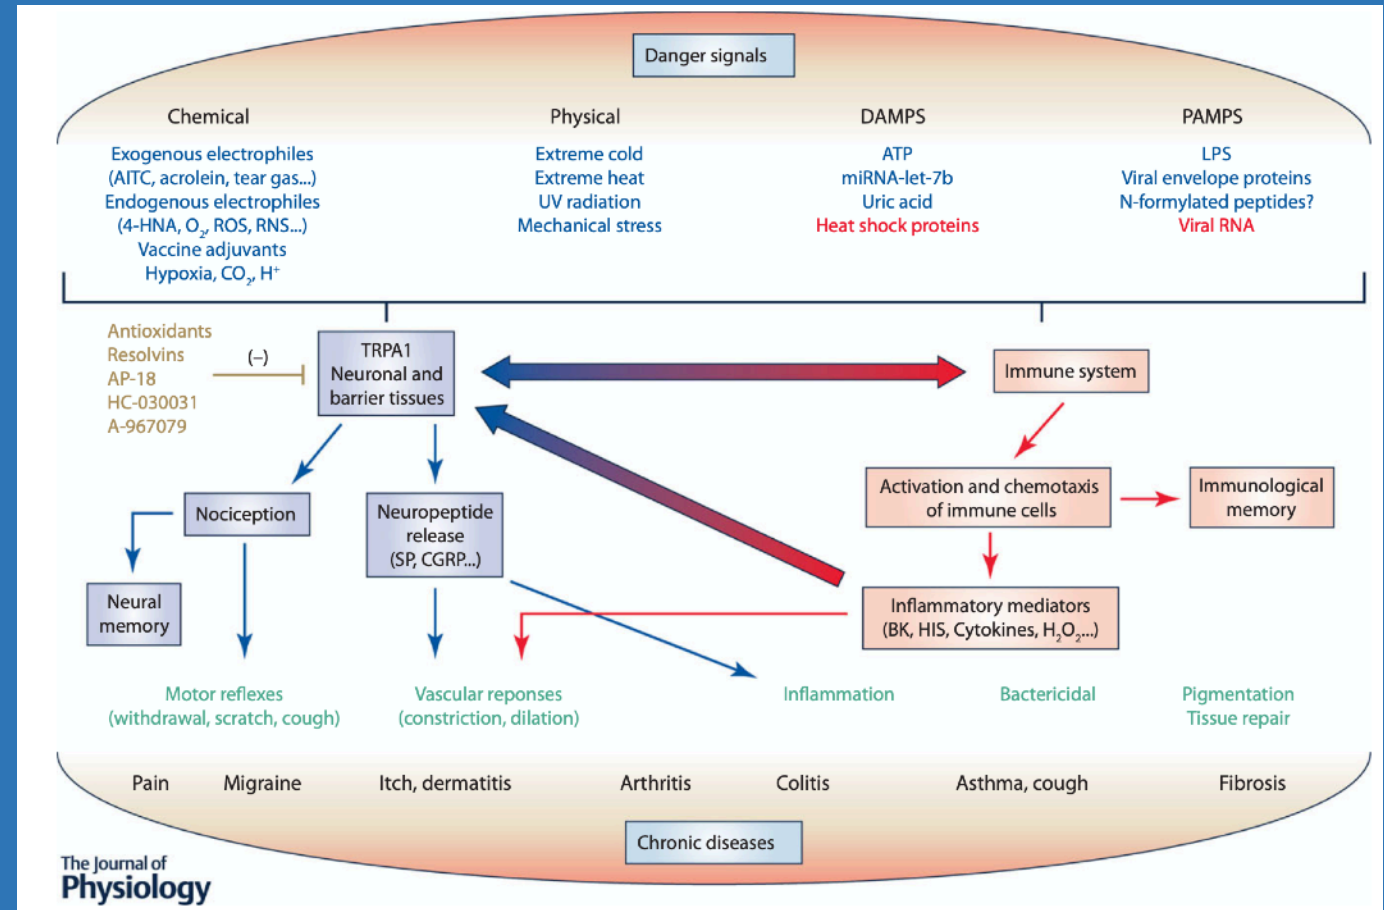 Danger signals
Chemical
Physical
DAMPS
PAMPS
Exogenous electrophiles
(AITC, acrolein, tear gas...)
Endogenous electrophiles
(4-HNA, O₂, ROS, RNS...)
Vaccine adjuvants
Hypoxia, CO₂, H⁺
Extreme cold
Extreme heat
UV radiation
Mechanical stress
ATP
miRNA-let-7b
Uric acid
Heat shock proteins
LPS
Viral envelope proteins
N-formylated peptides?
Viral RNA
Antioxidants
Resolvins
AP-18
HC-030031
A-967079
(–)
TRPA1
Neuronal and
barrier tissues
Immune system
Nociception
Neuropeptide
release
(SP, CGRP...)
Activation and chemotaxis
of immune cells
Immunological
memory
Neural
memory
Inflammatory mediators
(BK, HIS, Cytokines, H₂O₂...)
Motor reflexes
(withdrawal, scratch, cough)
Vascular reponses
(constriction, dilation)
Inflammation
Bactericidal
Pigmentation
Tissue repair
Pain
Migraine
Itch, dermatitis
Arthritis
Colitis
Asthma, cough
Fibrosis
Chronic diseases
The Journal of
Physiology